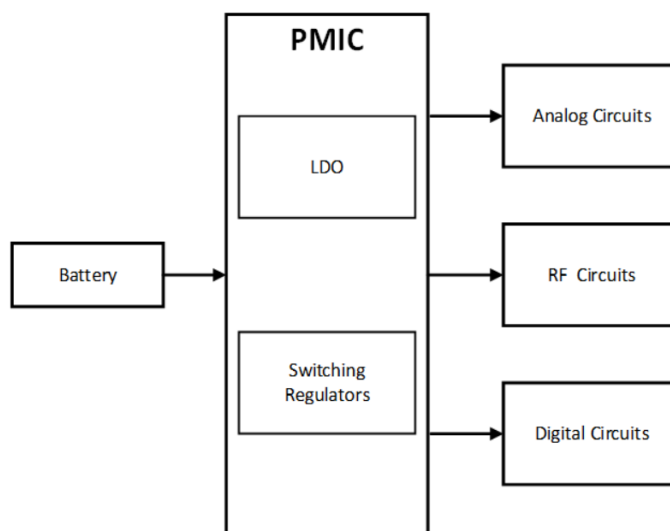 PMIC
LDO
Battery
Switching
Regulators
Analog Circuits
RF Circuits
Digital Circuits